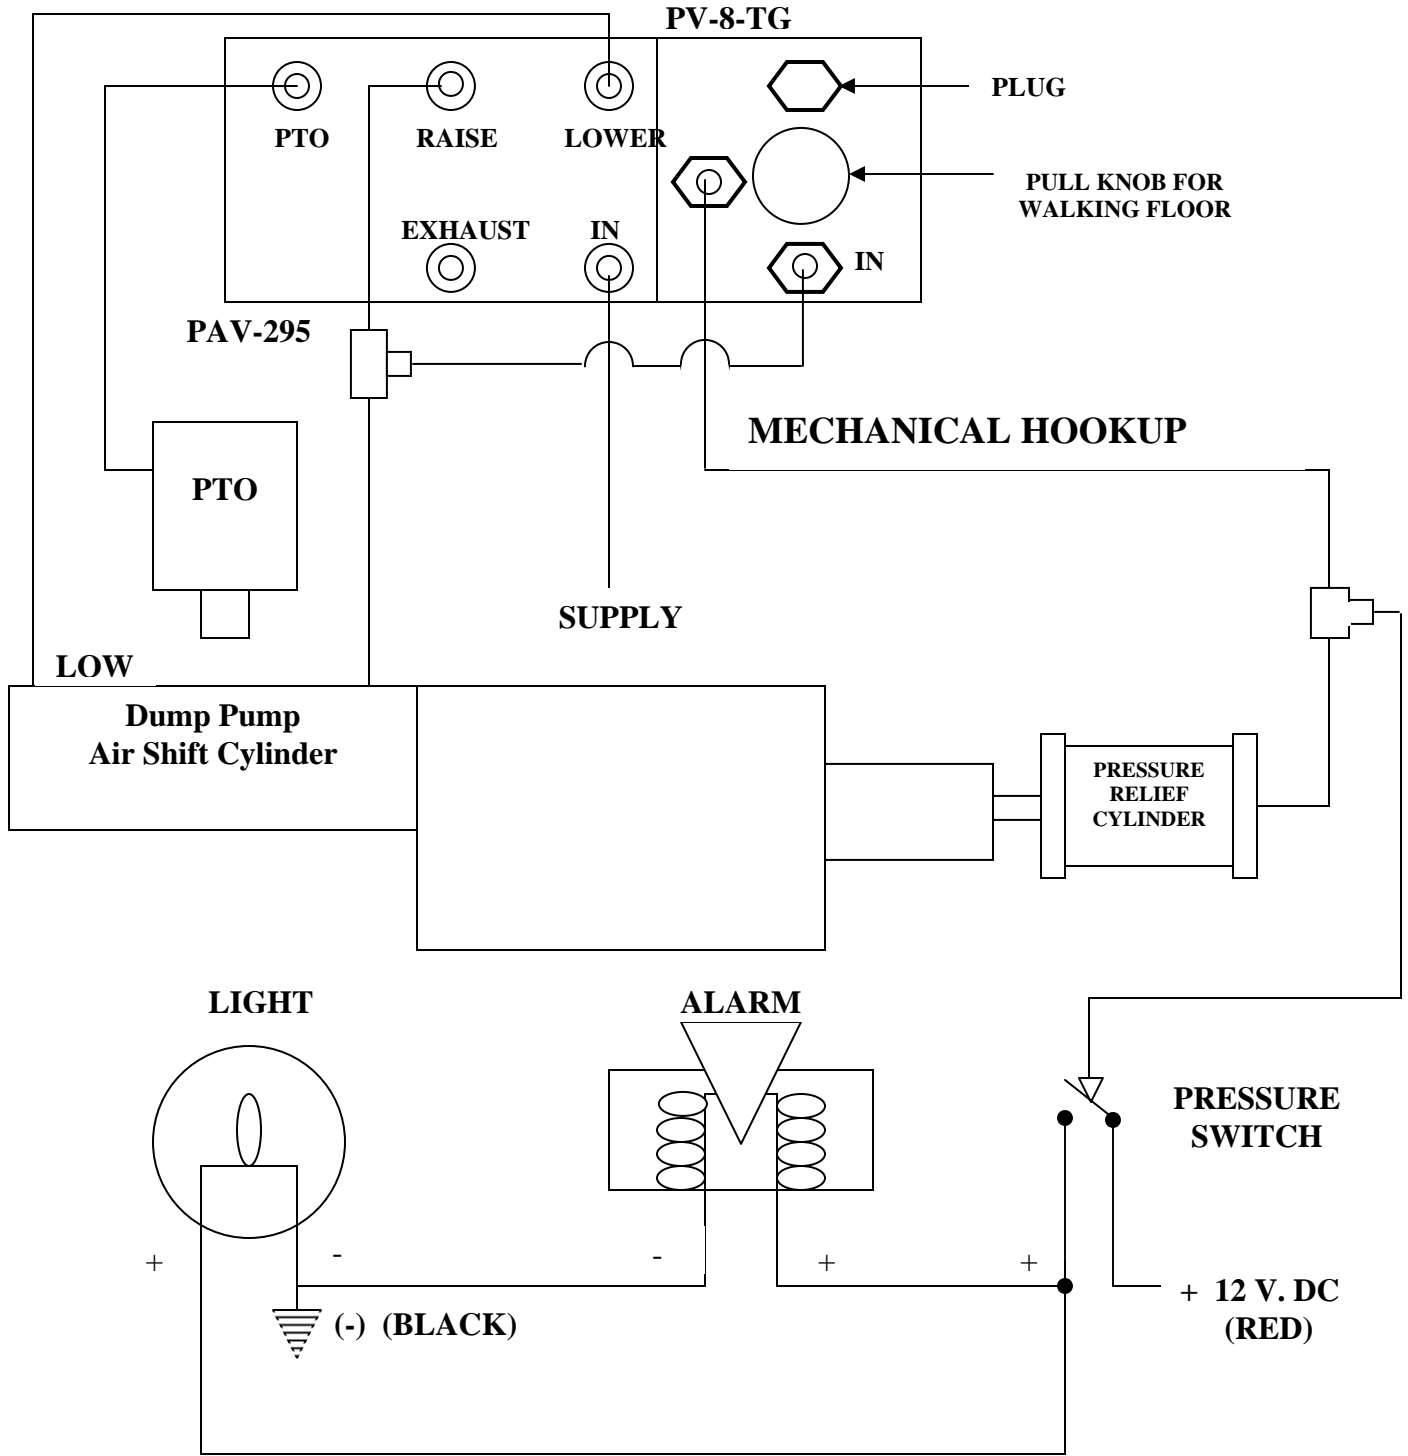 PV-8-TG
PLUG
PTO
RAISE
LOWER
PULL KNOB FOR
WALKING FLOOR
EXHAUST
IN
IN
PAV-295
MECHANICAL HOOKUP
PTO
SUPPLY
LOW
Dump Pump
Air Shift Cylinder
PRESSURE
RELIEF
CYLINDER
LIGHT
ALARM
PRESSURE
SWITCH
+
-
-
+
+
+ 12 V. DC
(RED)
(-) (BLACK)